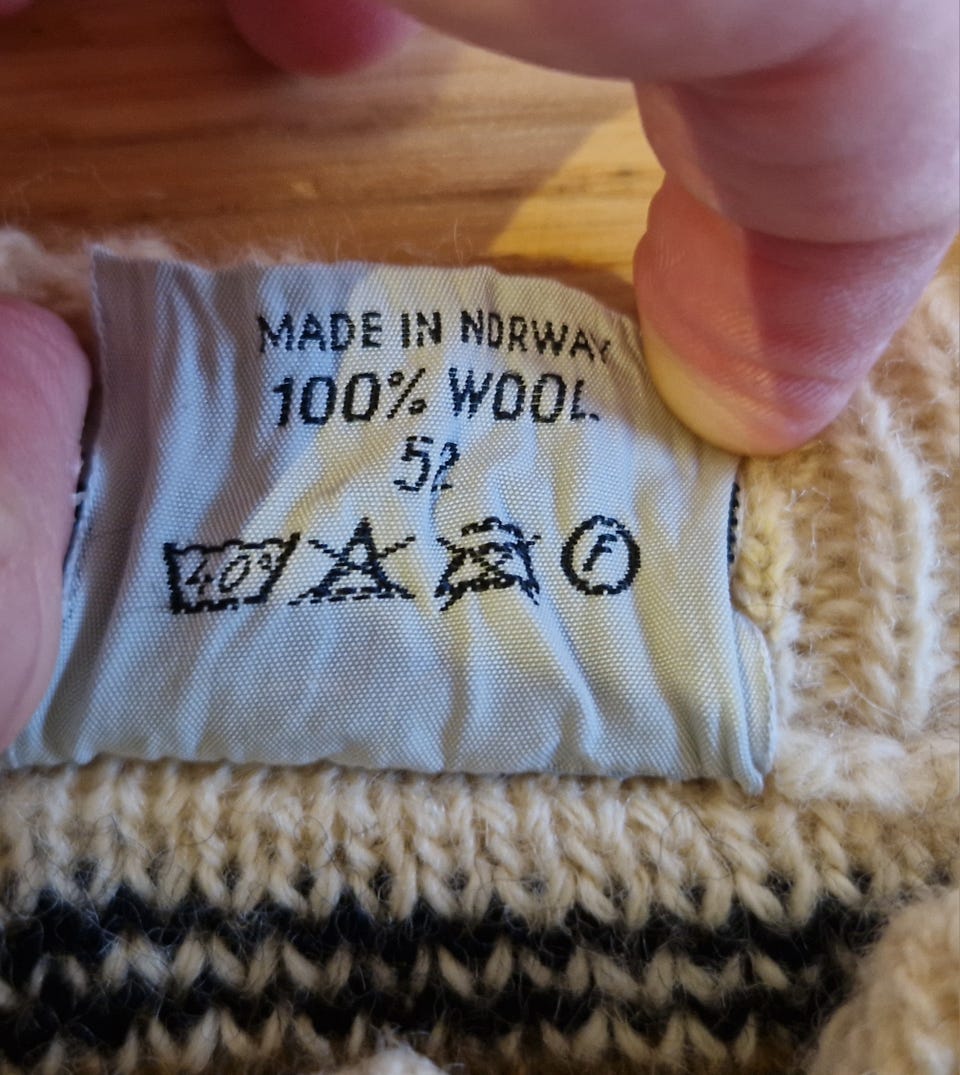 MADE IN NORWAY
100% WOOL.
52
40° A F